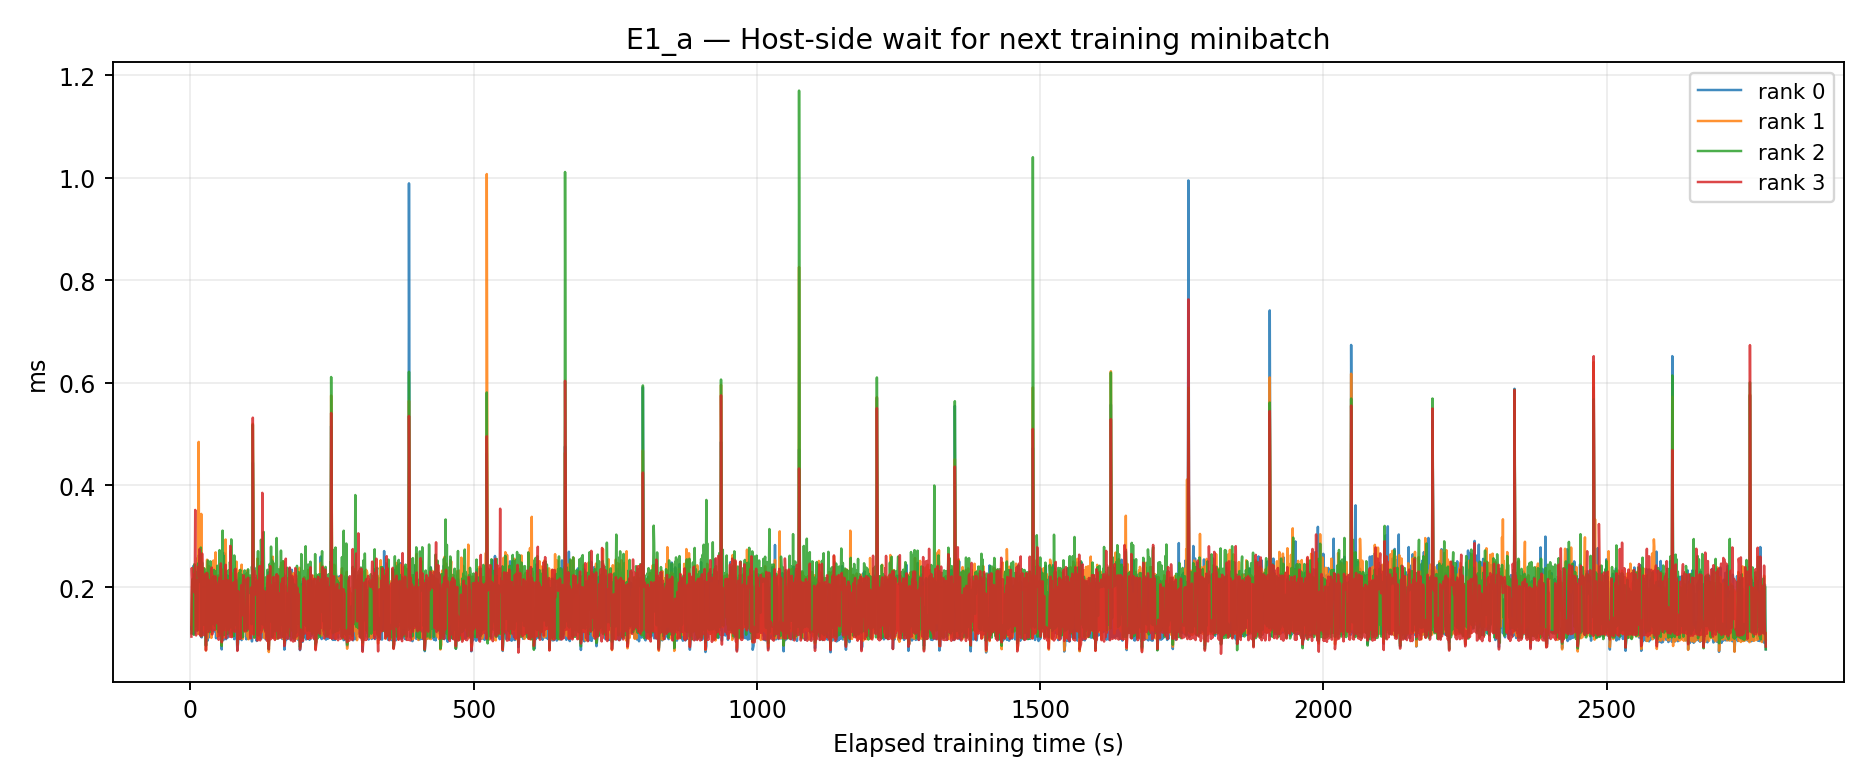 E1_a — Host-side wait for next training minibatch
1.2
1.0
0.8
0.6
0.4
0.2
ms
rank 0
rank 1
rank 2
rank 3
0 500 1000 1500 2000 2500
Elapsed training time (s)